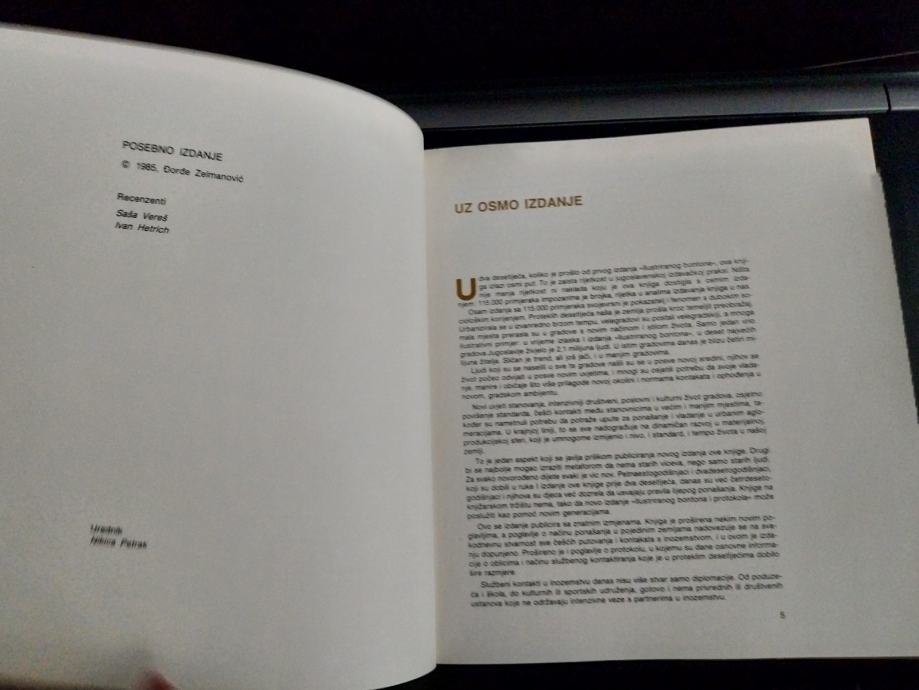 POSEBNO IZDANJE
© 1985, Đorđe Zelmanović
Recenzenti
Saša Vereš
Ivan Hetrich
Urednik
Nikica Petrak
UZ OSMO IZDANJE
U dva desetljeća, koliko je prošlo od prvog izdanja »Ilustriranog bontona«, ova knji-
ga izlazi osmi put. To je zaista rijetkost u jugoslavenskoj izdavačkoj praksi. Ništa
nije manja rijetkost ni naklada koju je ova knjiga dostigla s osmim izda-
njem. 115.000 primjeraka impozantna je brojka, rijetka u analima izdavanja knjiga u nas.
Osam izdanja sa 115.000 primjeraka svojevrsni je pokazatelj i fenomen s dubokim so-
ciološkim korijenjem. Proteklih desetljeća naša je zemlja prošla kroz temeljit preobražaj.
Urbanizirala se u izvanredno brzom tempu, velegradovi su postali velegradskiji, a mnoga
mala mjesta prerasla su u gradove s novim načinom i stilom života. Samo jedan vrlo
ilustrativni primjer: u vrijeme izlaska I izdanja »Ilustriranog bontona«, u deset najvećih
gradova Jugoslavije živjelo je 2,1 milijuna ljudi. U istim gradovima danas je blizu četiri mi-
lijuna žitelja. Sličan je trend, ali još jači, i u manjim gradovima.
Ljudi koji su se naselili u sve te gradove našli su se u posve novoj sredini, njihov se
život počeo odvijati u posve novim uvjetima, i mnogi su osjetili potrebu da svoje vlada-
nje, manire i običaje što više prilagode novoj okolini i normama kontakata i ophođenja u
novom, gradskom ambijentu.
Novi uvjeti stanovanja, intenzivniji društveni, poslovni i kulturni život gradova, osjetno
povišenje standarda, češći kontakti među stanovnicima u većim i manjim mjestima, ta-
kođer su nametnuli potrebu da potraže upute za ponašanje i vladanje u urbanim aglo-
meracijama. U krajnjoj liniji, to se sve nadograđuje na dinamičan razvoj u materijalnoj,
produkcijskoj sferi, koji je umnogome izmijenio i nivo, i standard, i tempo života u našoj
zemlji.
To je jedan aspekt koji se javlja prilikom publiciranja novog izdanja ove knjige. Drugi
bi se najbolje mogao izraziti metaforom da nema starih viceva, nego samo starih ljudi.
Za svako novorođeno dijete svaki je vic nov. Petnaestogodišnjaci i dvadesetogodišnjaci,
koji su dobili u ruke I izdanje ove knjige prije dva desetljeća, danas su već četrdeseto-
godišnjaci i njihova su djeca već dozrela da usvajaju pravila lijepog ponašanja. Knjige na
knjižarskom tržištu nema, tako da novo izdanje »Ilustriranog bontona i protokola« može
poslužiti kao pomoć novim generacijama.
Ovo se izdanje publicira sa znatnim izmjenama. Knjiga je proširena nekim novim po-
glavljima, a poglavlje o načinu ponašanja u pojedinim zemljama nadovezuje se na sva-
kodnevnu stvarnost sve češćih putovanja i kontakata s inozemstvom, i u ovom je izda-
nju dopunjeno. Prošireno je i poglavlje o protokolu, u kojemu su dane osnovne informa-
cije o oblicima i načinu službenog kontaktiranja koje je u proteklim desetljećima dobilo
šire razmjere.
Službeni kontakti u inozemstvu danas nisu više stvar samo diplomacije. Od poduze-
ća i škola, do kulturnih ili sportskih udruženja, gotovo i nema privrednih ili društvenih
ustanova koje ne održavaju intenzivne veze s partnerima u inozemstvu.
5